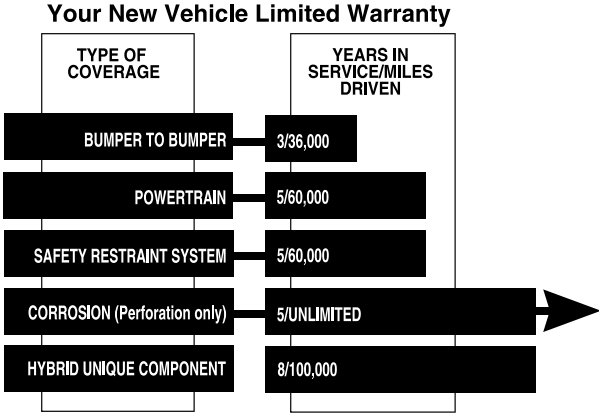 Your New Vehicle Limited Warranty
TYPE OF
COVERAGE
YEARS IN
SERVICE/MILES
DRIVEN
BUMPER TO BUMPER
3/36,000
POWERTRAIN
5/60,000
SAFETY RESTRAINT SYSTEM
5/60,000
CORROSION (Perforation only)
5/UNLIMITED
HYBRID UNIQUE COMPONENT
8/100,000